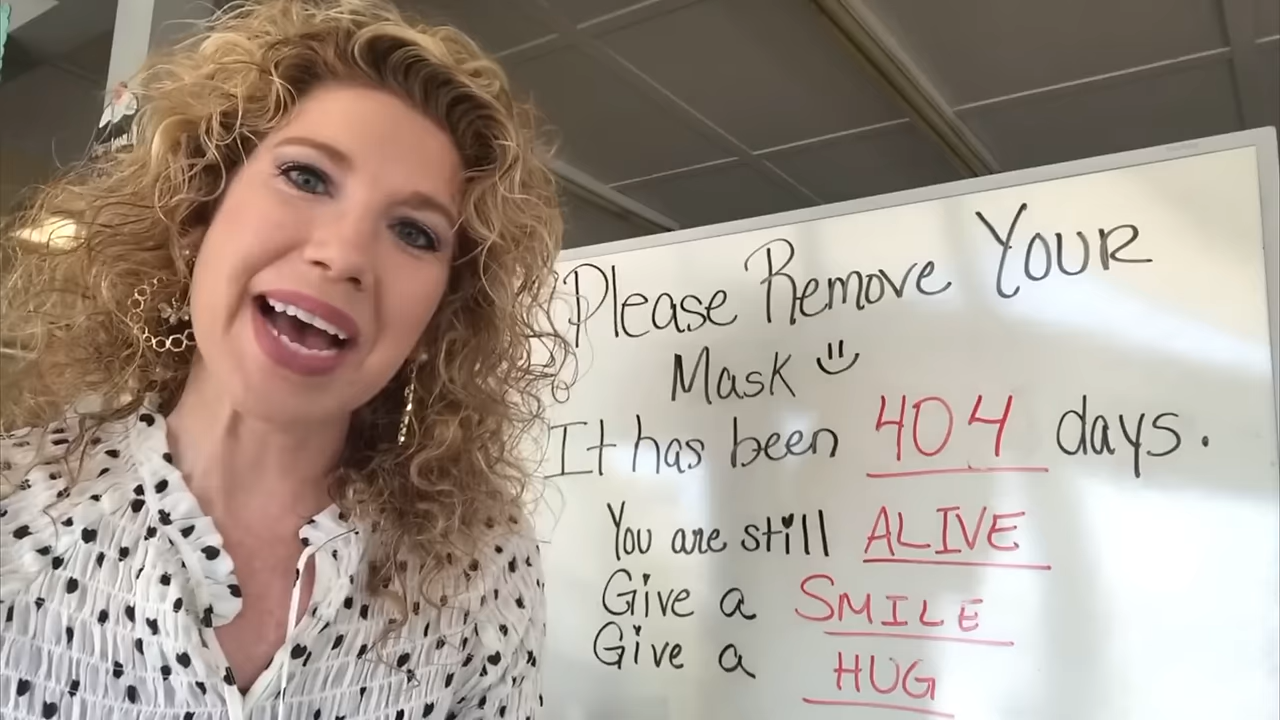 Please Remove YOUR
Mask
It has been 404 days.
You are still ALIVE
Give a SMILE
Give a HUG